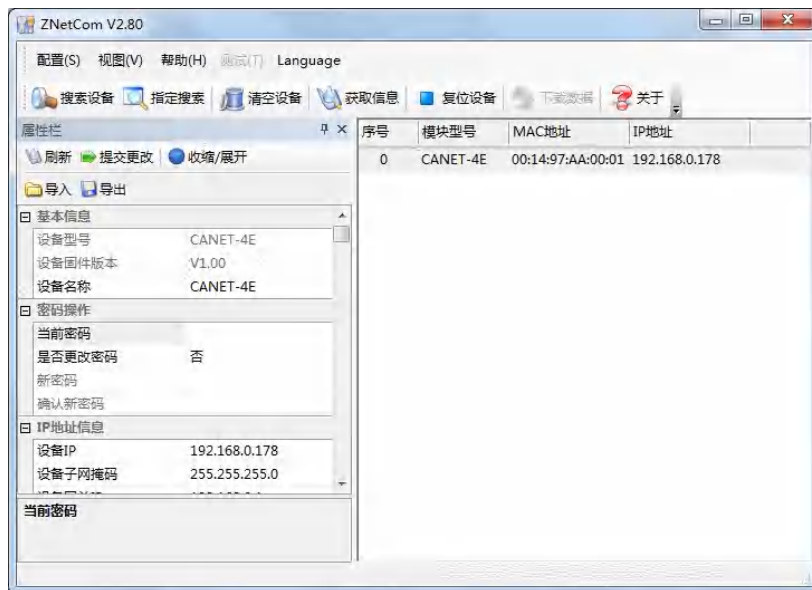 ZNetCom V2.80
配置(S) 视图(V) 帮助(H) 测试(T) Language
搜索设备 指定搜索 清空设备 获取信息 复位设备 下载数据 关于
属性栏
序号 模块型号 MAC地址 IP地址
刷新 提交更改 收缩/展开
0 CANET-4E 00:14:97:AA:00:01 192.168.0.178
导入 导出
基本信息
设备型号 CANET-4E
设备固件版本 V1.00
设备名称 CANET-4E
密码操作
当前密码
是否更改密码 否
新密码
确认新密码
IP地址信息
设备IP 192.168.0.178
设备子网掩码 255.255.255.0
当前密码